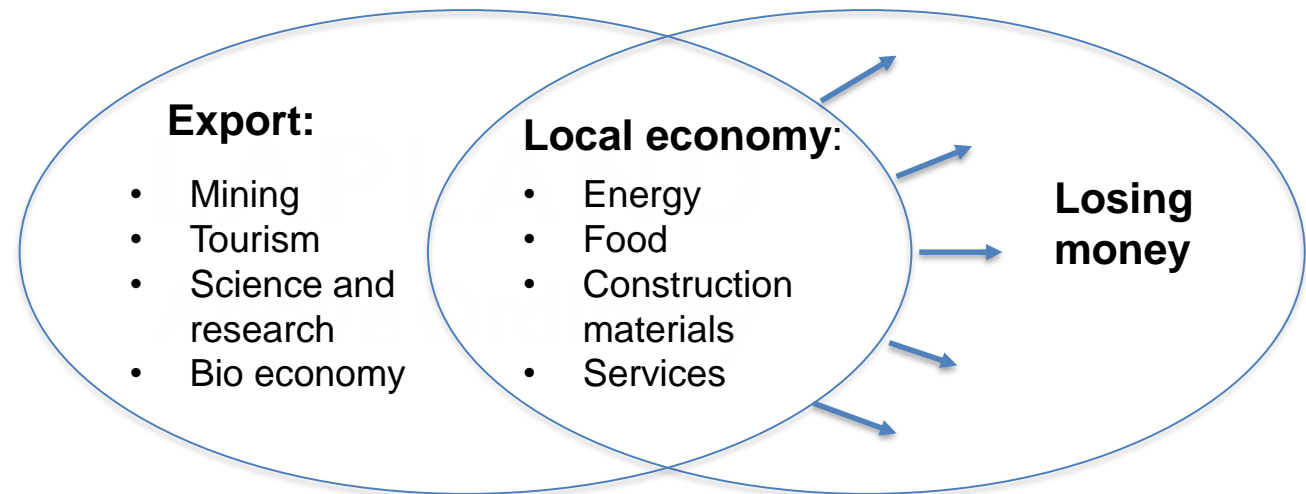 Export:
• Mining
• Tourism
• Science and
research
• Bio economy
Local economy:
• Energy
• Food
• Construction
materials
• Services
Losing
money